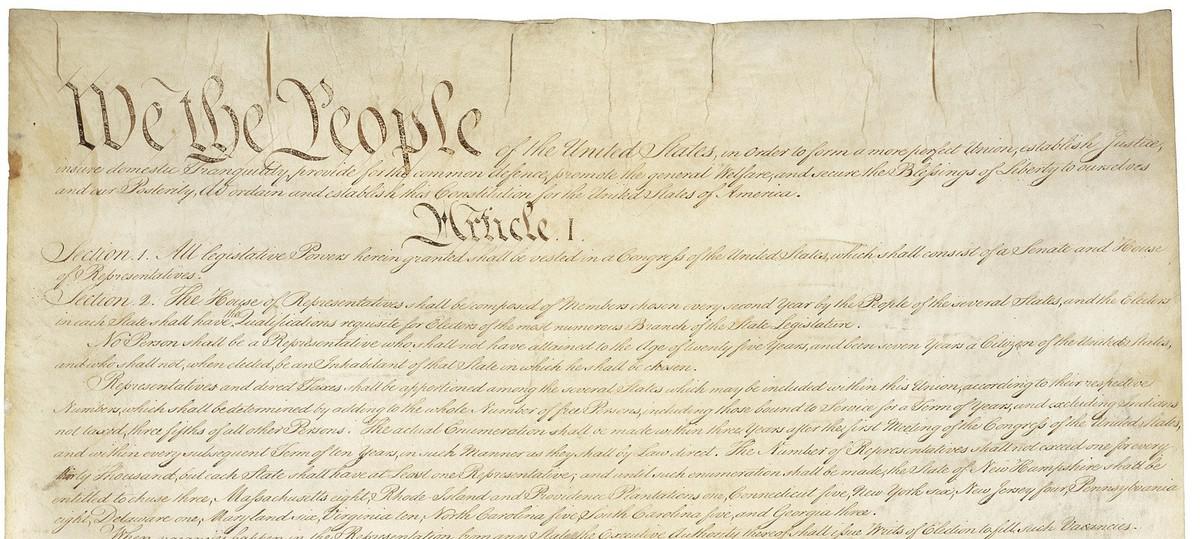 We the People of the United States, in Order to form a more perfect Union, establish Justice,
insure domestic Tranquility, provide for the common defence, promote the general Welfare, and secure the Blessings of Liberty to ourselves
and our Posterity, do ordain and establish this Constitution for the United States of America.
Article. I.
Section. 1. All legislative Powers herein granted shall be vested in a Congress of the United States, which shall consist of a Senate and House
of Representatives.
Section. 2. The House of Representatives shall be composed of Members chosen every second Year by the People of the several States, and the Electors
in each State shall have the Qualifications requisite for Electors of the most numerous Branch of the State Legislature.
No Person shall be a Representative who shall not have attained to the Age of twenty five Years, and been seven Years a Citizen of the United States,
and who shall not, when elected, be an Inhabitant of that State in which he shall be chosen.
Representatives and direct Taxes shall be apportioned among the several States which may be included within this Union, according to their respective
Numbers, which shall be determined by adding to the whole Number of free Persons, including those bound to Service for a Term of Years, and excluding Indians
not taxed, three fifths of all other Persons. The actual Enumeration shall be made within three Years after the first Meeting of the Congress of the United States,
and within every subsequent Term of ten Years, in such Manner as they shall by Law direct. The Number of Representatives shall not exceed one for every
thirty Thousand, but each State shall have at Least one Representative; and until such enumeration shall be made, the State of New Hampshire shall be
entitled to chuse three, Massachusetts eight, Rhode Island and Providence Plantations one, Connecticut five, New York six, New Jersey four, Pennsylvania
eight, Delaware one, Maryland six, Virginia ten, North Carolina five, South Carolina five, and Georgia three.
When vacancies happen in the Representation from any State, the Executive Authority thereof shall issue Writs of Election to fill such Vacancies.